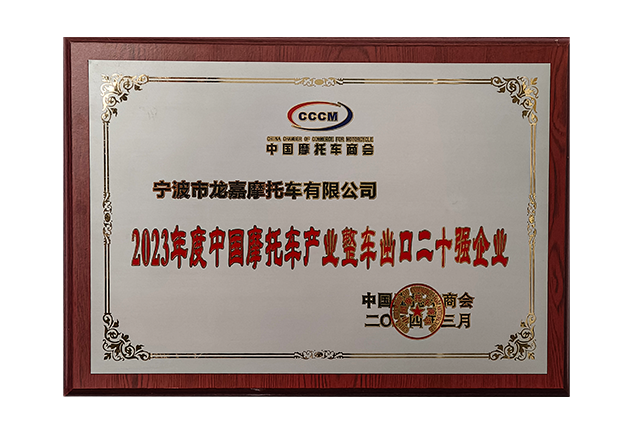 CCCM
CHINA CHAMBER OF COMMERCE FOR MOTORCYCLE
中国摩托车商会
宁波市龙嘉摩托车有限公司
2023年度中国摩托车产业整车出口二十强企业
中国 商会
二〇 四年三月